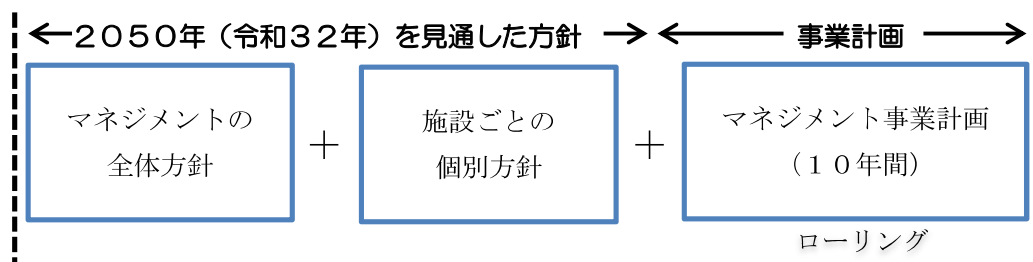 2050年（令和32年）を見通した方針
事業計画
マネジメントの
全体方針
＋
施設ごとの
個別方針
＋
マネジメント事業計画
（１０年間）
ローリング